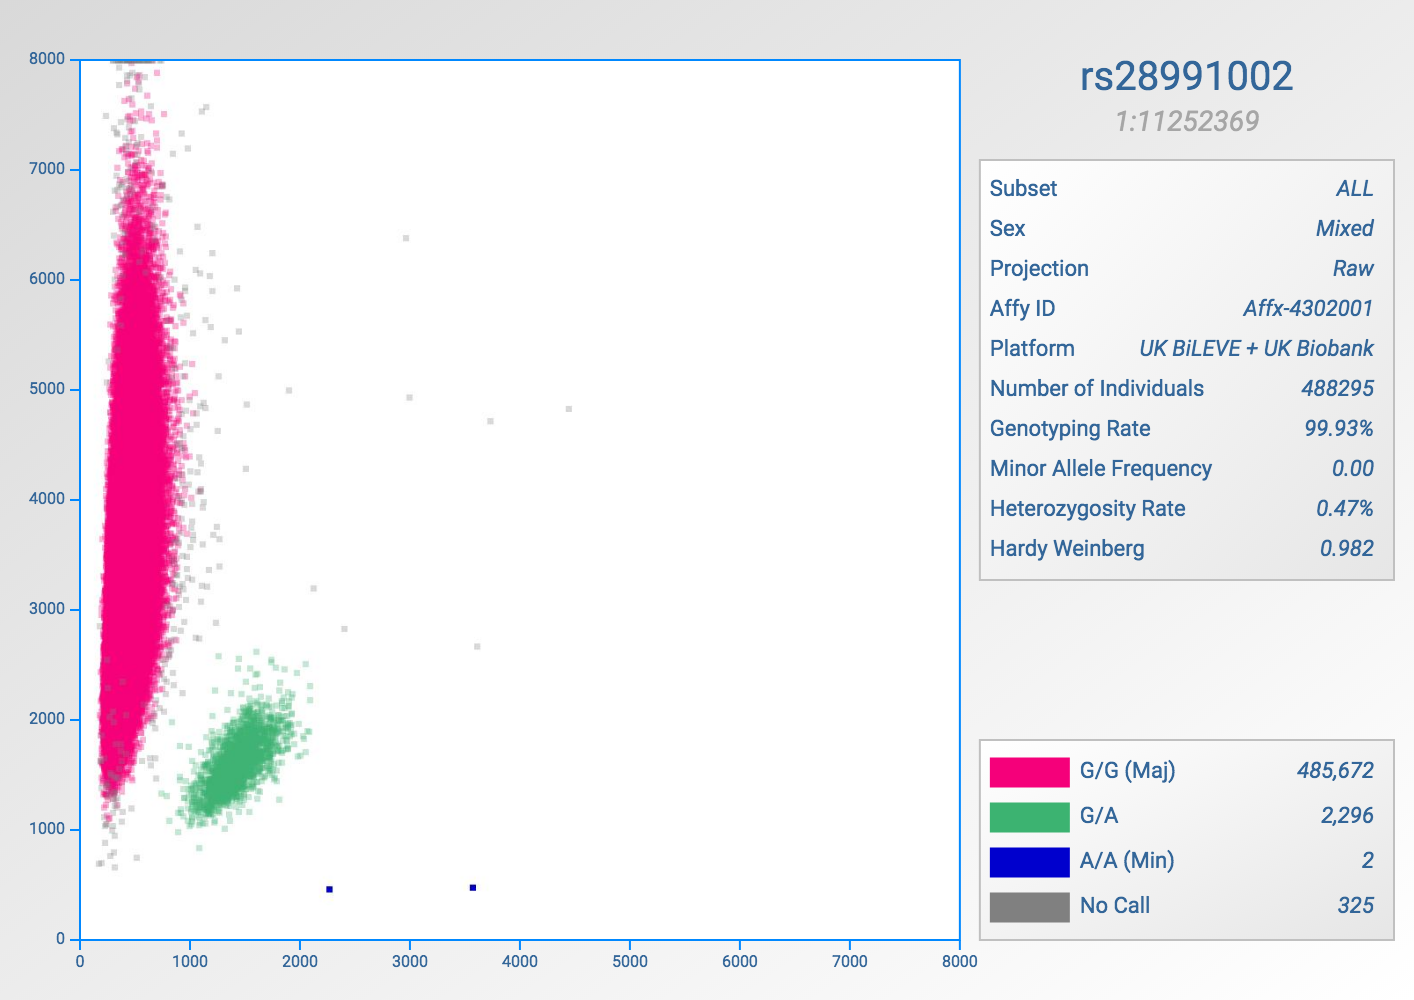 rs28991002
1:11252369
Subset ALL
Sex Mixed
Projection Raw
Affy ID Affx-4302001
Platform UK BiLEVE + UK Biobank
Number of Individuals 488295
Genotyping Rate 99.93%
Minor Allele Frequency 0.00
Heterozygosity Rate 0.47%
Hardy Weinberg 0.982
G/G (Maj) 485,672
G/A 2,296
A/A (Min) 2
No Call 325
8000
7000
6000
5000
4000
3000
2000
1000
0
0 1000 2000 3000 4000 5000 6000 7000 8000